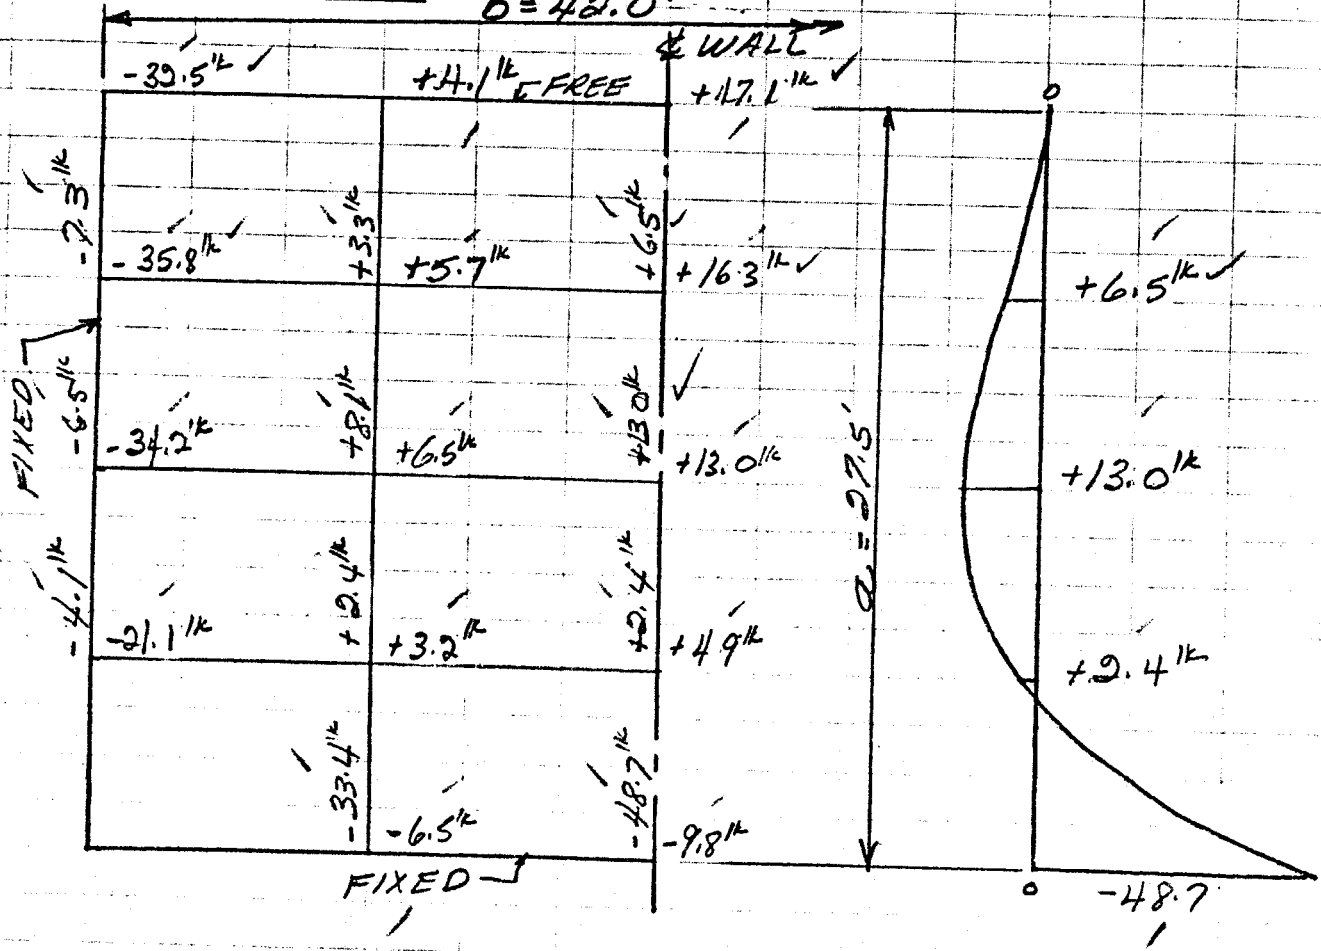 b = 42.0'
℄ WALL
-39.5'k ✓ +4.1'k FREE +17.1'k ✓
0
-7.3'k
-35.8'k ✓ +3.3'k +5.7'k +6.5'k ✓ +16.3'k ✓ +6.5'k ✓
FIXED
-6.5'k
-34.2'k +8.1'k +6.5'k +13.0'k ✓ +13.0'k +13.0'k
a = 27.5'
-4.1'k
-21.1'k +2.4'k +3.2'k +2.4'k +4.9'k +2.4'k
-33.4'k -6.5'k -48.7'k -9.8'k
FIXED
0 -48.7